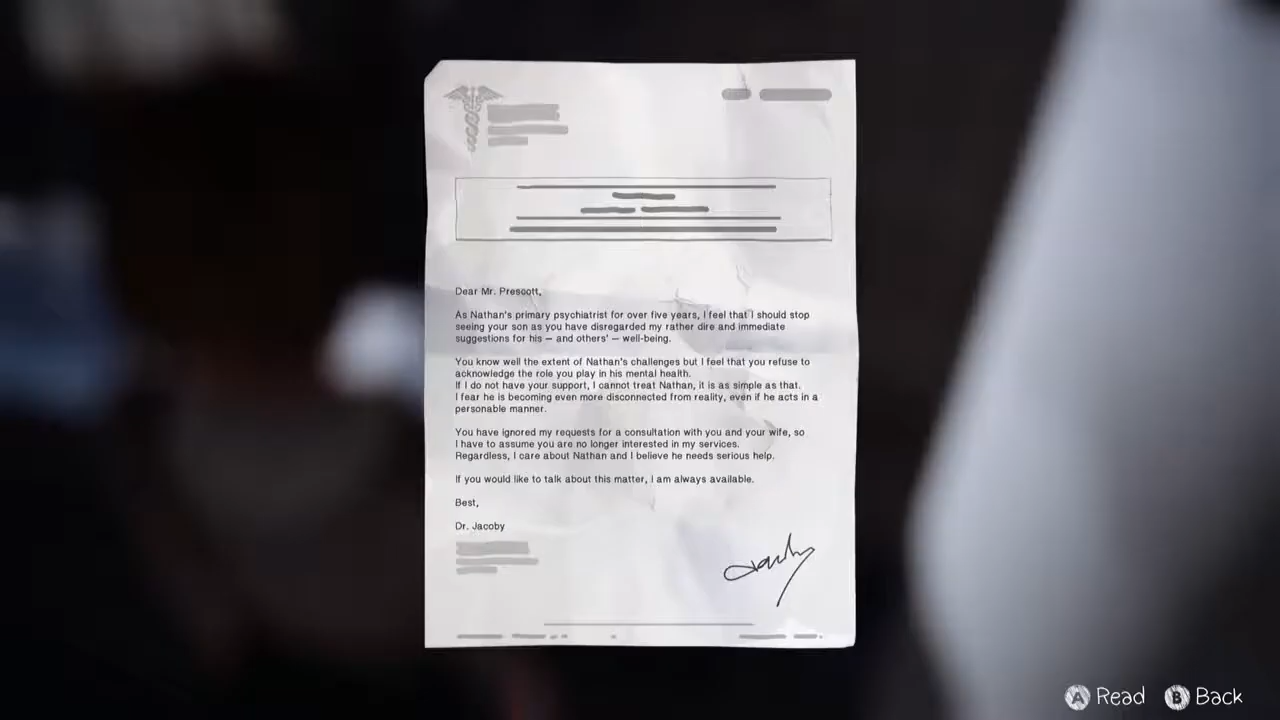 Dear Mr. Prescott,
As Nathan's primary psychiatrist for over five years, I feel that I should stop
seeing your son as you have disregarded my rather dire and immediate
suggestions for his – and others' – well-being.
You know well the extent of Nathan's challenges but I feel that you refuse to
acknowledge the role you play in his mental health.
If I do not have your support, I cannot treat Nathan, it is as simple as that.
I fear he is becoming even more disconnected from reality, even if he acts in a
personable manner.
You have ignored my requests for a consultation with you and your wife, so
I have to assume you are no longer interested in my services.
Regardless, I care about Nathan and I believe he needs serious help.
If you would like to talk about this matter, I am always available.
Best,
Dr. Jacoby
A Read B Back